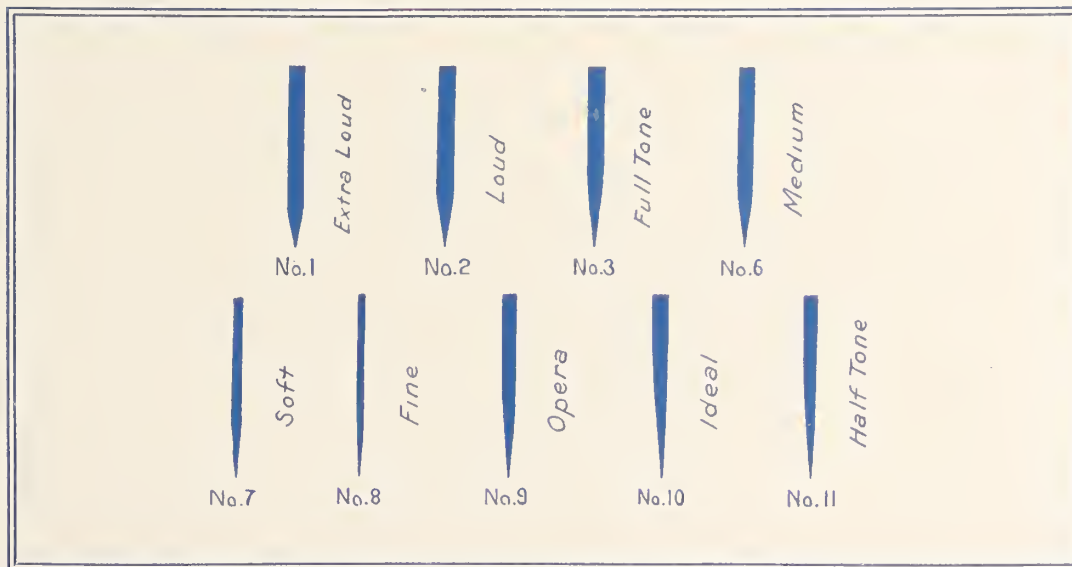 Extra Loud
Loud
Full Tone
Medium
No.1
No.2
No.3
No.6
Soft
Fine
Opera
Ideal
Half Tone
No.7
No.8
No.9
No.10
No.11